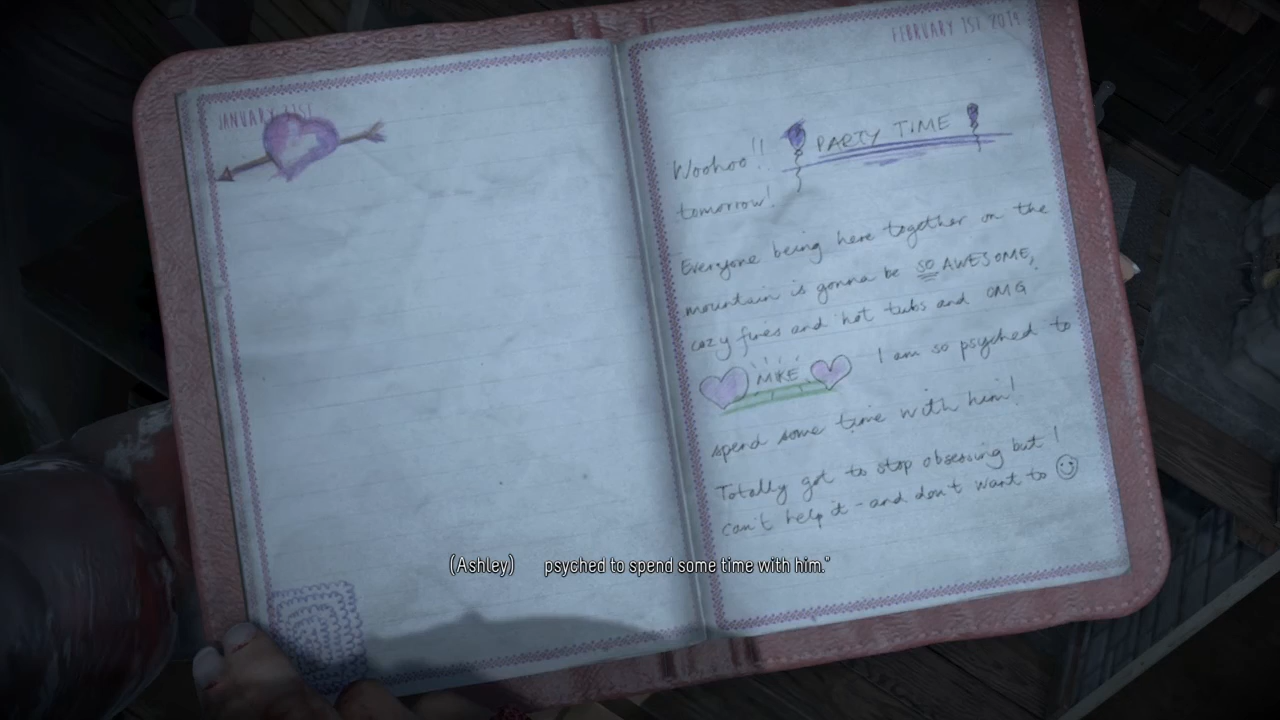 JANUARY 31ST
FEBRUARY 1ST 2014
Woohoo!! PARTY TIME
tomorrow!
Everyone being here together on the
mountain is gonna be SO AWESOME,
cozy fires and hot tubs and OMG
MIKE I am so psyched to
spend some time with him!
Totally got to stop obsessing but I
can't help it - and don't want to
(Ashley) psyched to spend some time with him."